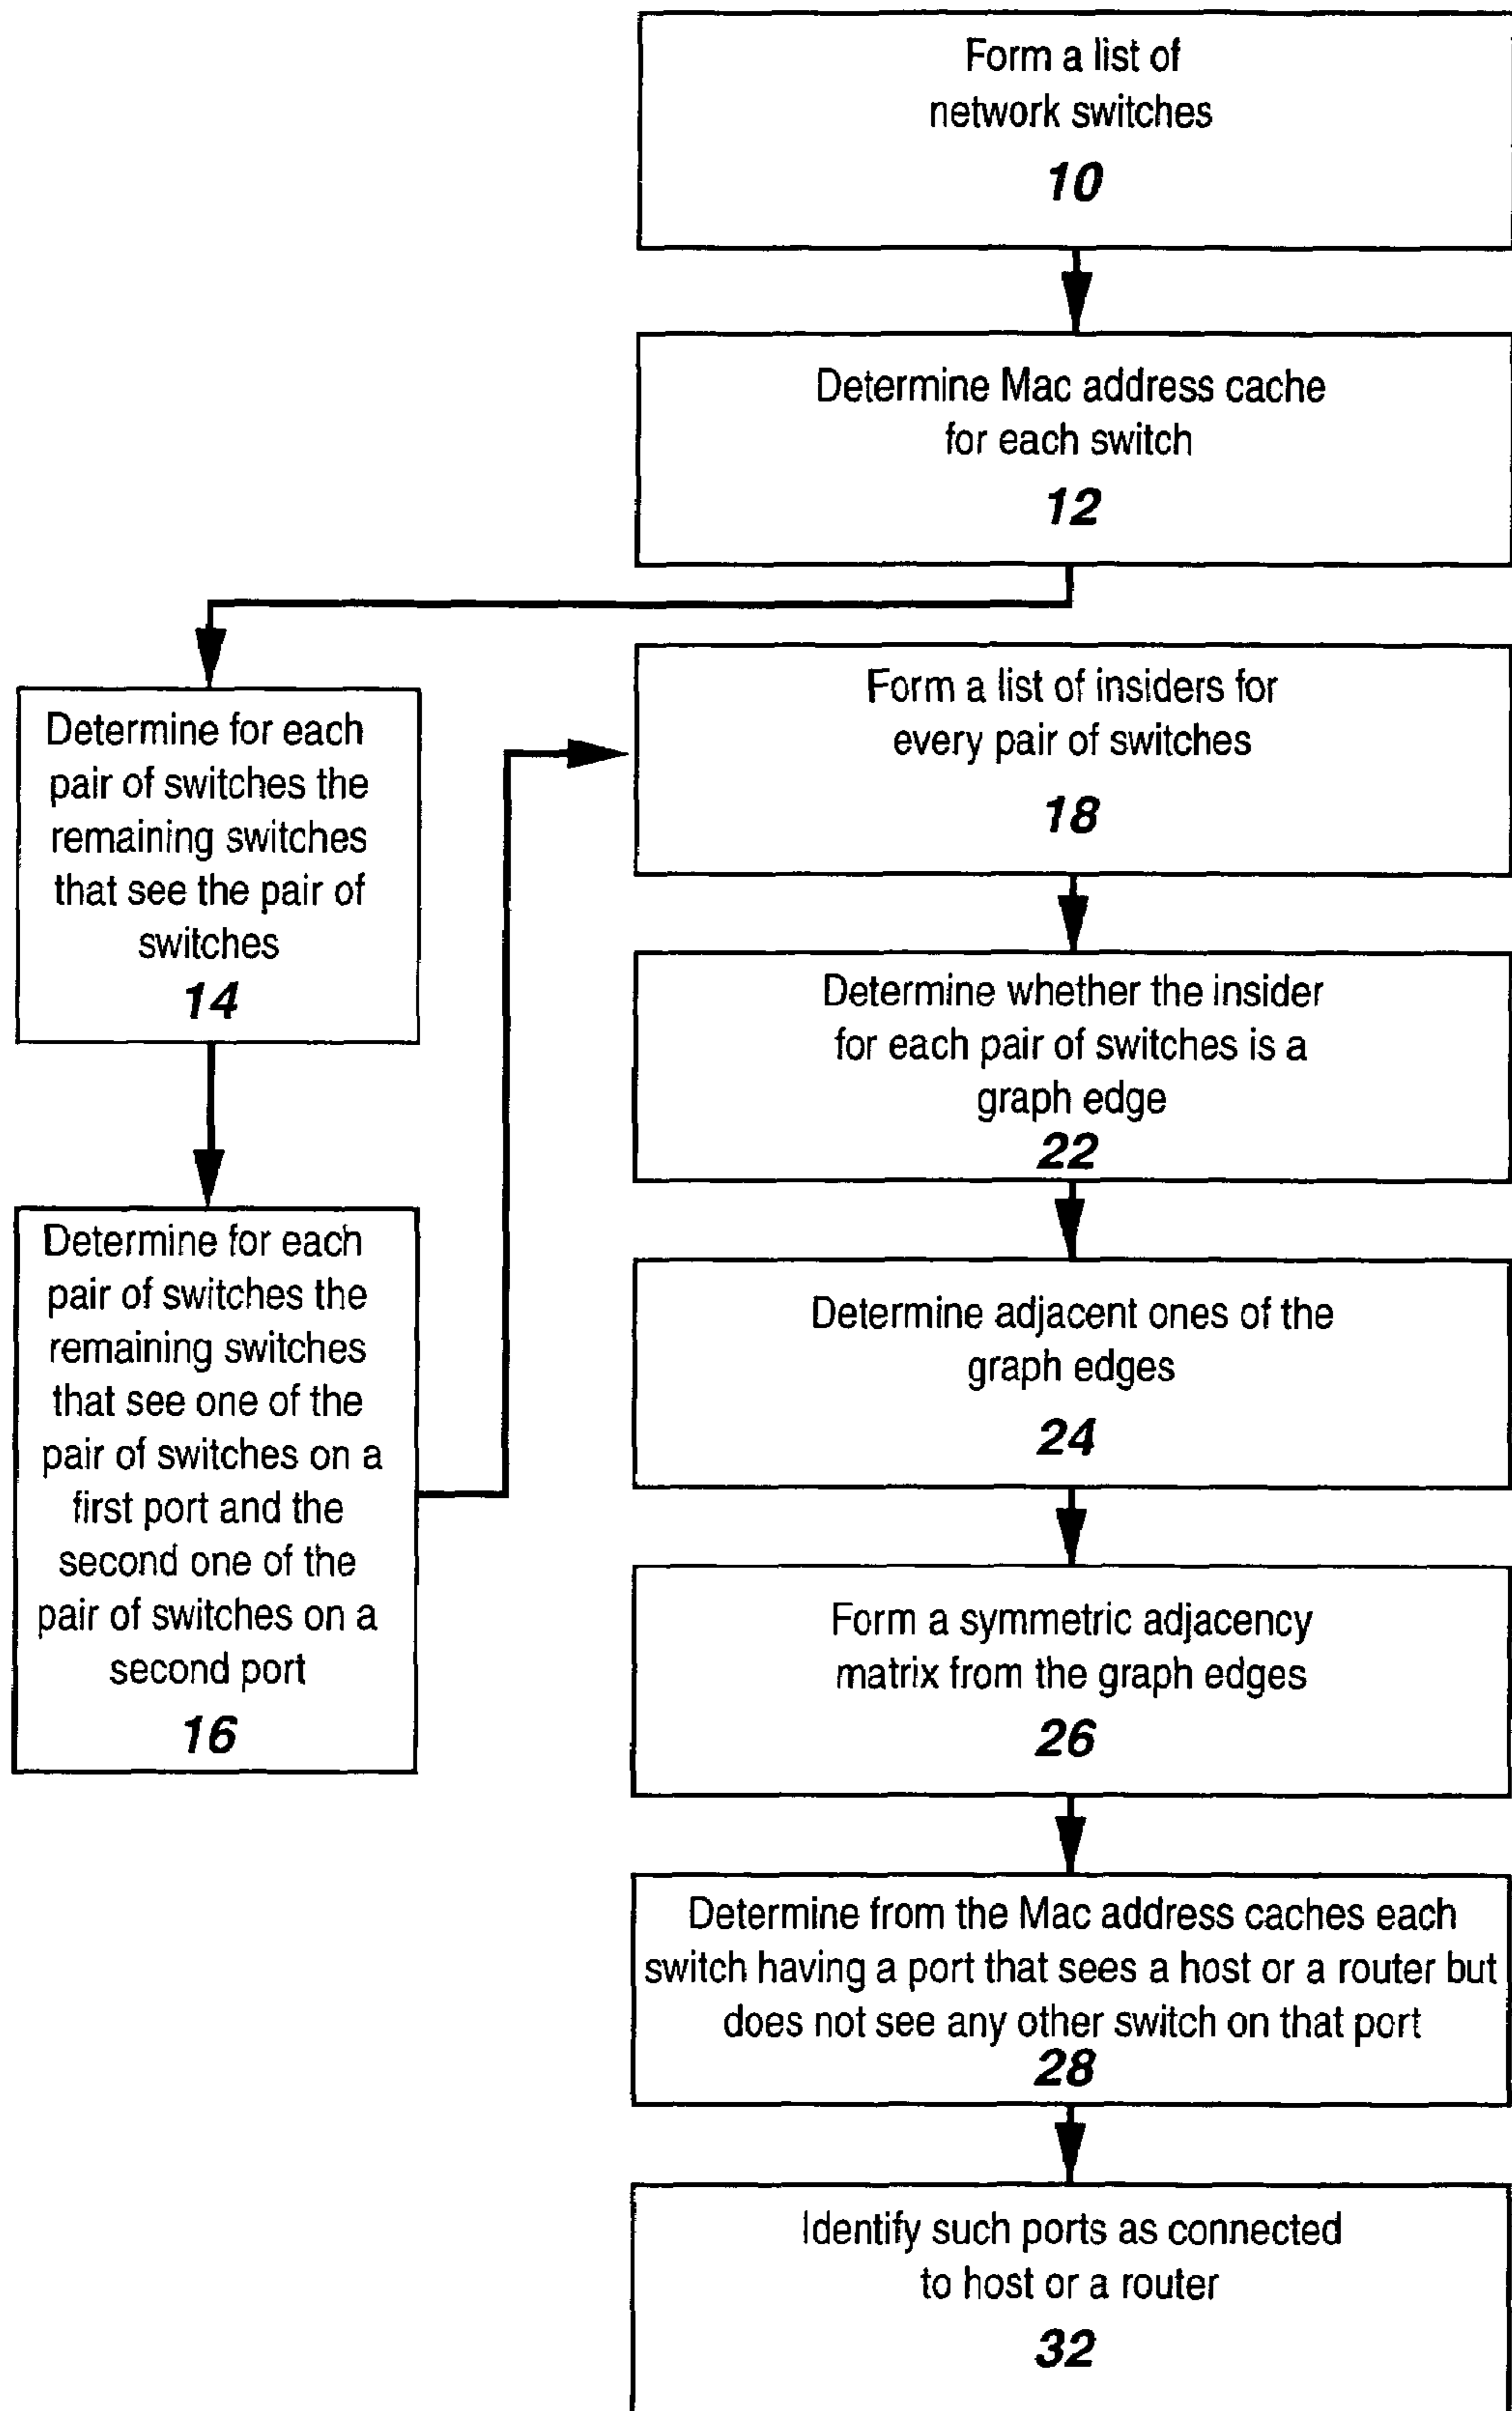 Form a list of
network switches
10
Determine Mac address cache
for each switch
12
Determine for each
pair of switches the
remaining switches
that see the pair of
switches
14
Determine for each
pair of switches the
remaining switches
that see one of the
pair of switches on a
first port and the
second one of the
pair of switches on a
second port
16
Form a list of insiders for
every pair of switches
18
Determine whether the insider
for each pair of switches is a
graph edge
22
Determine adjacent ones of the
graph edges
24
Form a symmetric adjacency
matrix from the graph edges
26
Determine from the Mac address caches each
switch having a port that sees a host or a router but
does not see any other switch on that port
28
Identify such ports as connected
to host or a router
32